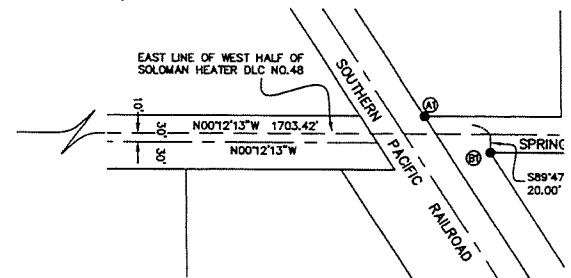 EAST LINE OF WEST HALF OF
SOLOMAN HEATER DLC NO.48
10'
30'
30'
N00°12'13"W 1703.42'
N00°12'13"W
SOUTHERN
PACIFIC
RAILROAD
A1
B1
SPRING
S89°47
20.00'